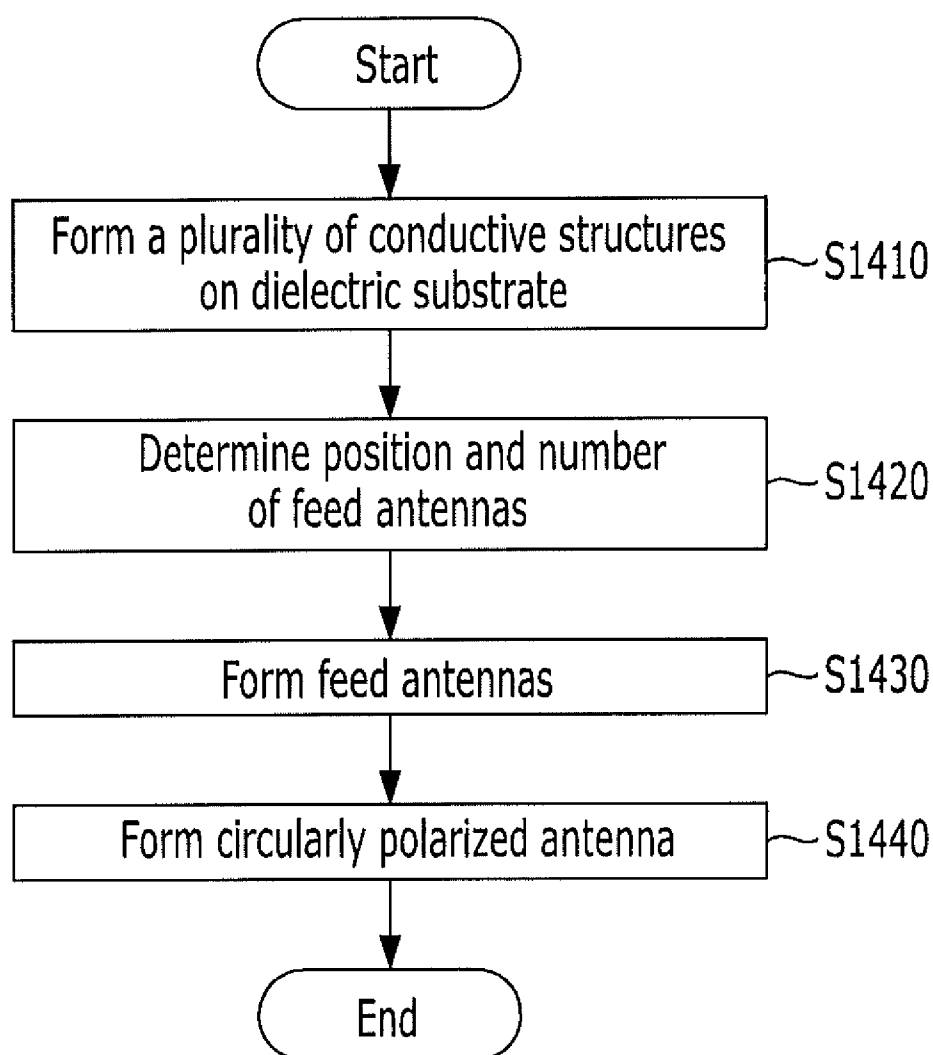 Start
Form a plurality of conductive structures
on dielectric substrate
S1410
Determine position and number
of feed antennas
S1420
Form feed antennas
S1430
Form circularly polarized antenna
S1440
End